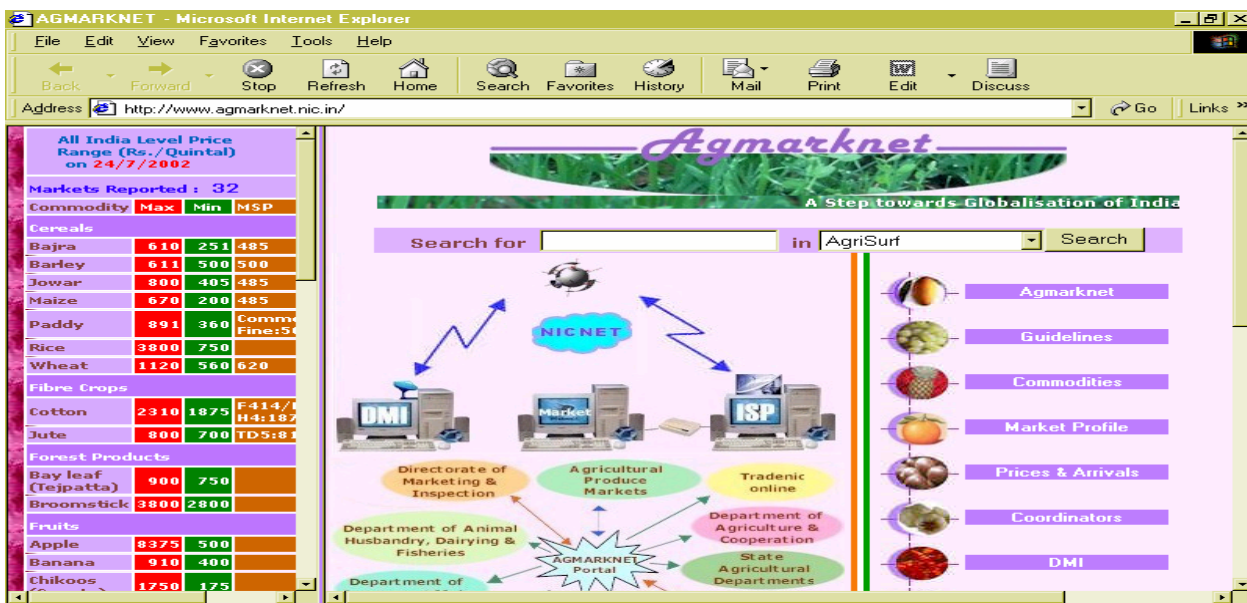 AGMARKNET - Microsoft Internet Explorer
File Edit View Favorites Tools Help
Back Forward Stop Refresh Home Search Favorites History Mail Print Edit Discuss
Address http://www.agmarknet.nic.in/ Go Links »
All India Level Price
Range (Rs./Quintal)
on 24/7/2002
Markets Reported : 32
Commodity Max Min MSP
Cereals
Bajra 610 251 485
Barley 611 500 500
Jowar 800 405 485
Maize 670 200 485
Paddy 891 360
Fine:
Rice 3800 750
Wheat 1120 560 620
Fibre Crops
Cotton 2310 1875 F414/
H4:187
Jute 800 700 TD5:81
Forest Products
Bay leaf
(Tejpatta) 900 750
Broomstick 3800 2800
Fruits
Apple 8375 500
Banana 910 400
Chikoos 1750 175
Agmarknet
A Step towards Globalisation of India
Search for in AgriSurf Search
NICNET
DMI Market ISP
Directorate of
Marketing &
Inspection
Agricultural
Produce
Markets
Tradenic
online
Department of Animal
Husbandry, Dairying &
Fisheries
Department of
Agriculture &
Cooperation
AGMARKNET
Portal
State
Agricultural
Departments
Department of
Agmarknet
Guidelines
Commodities
Market Profile
Prices & Arrivals
Coordinators
DMI